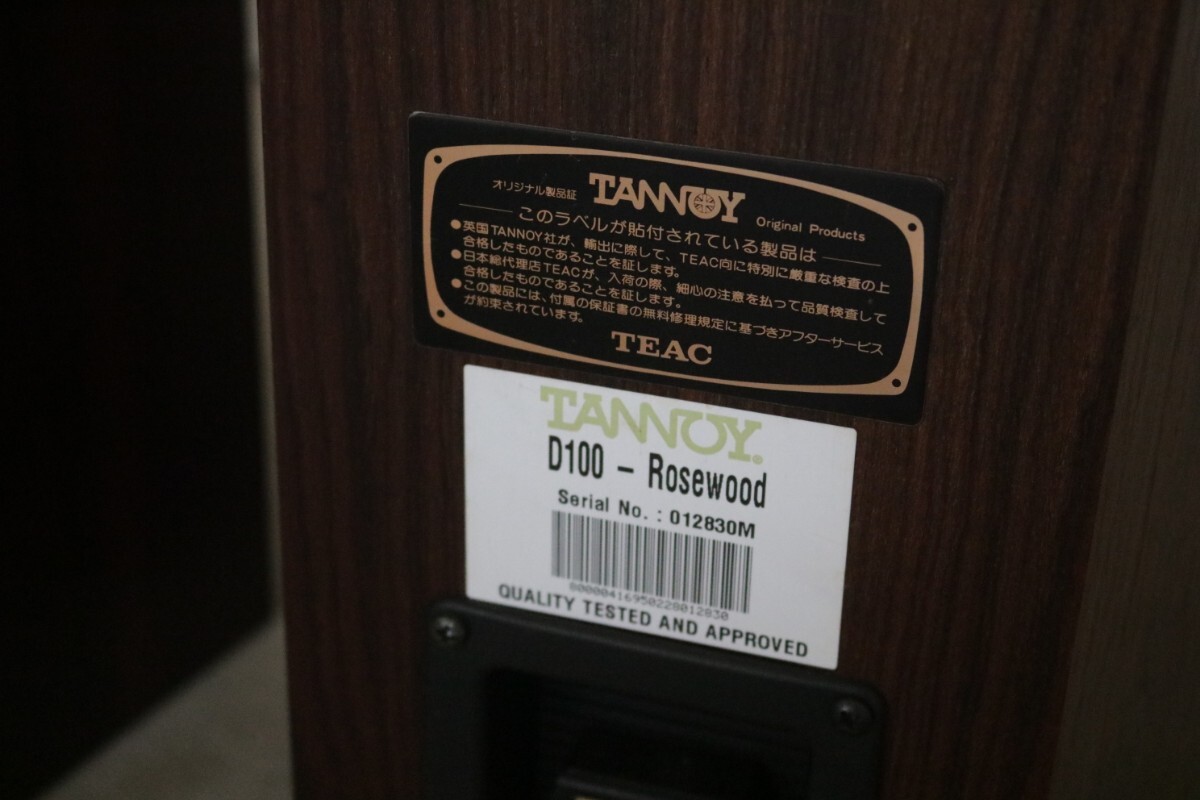 オリジナル製品証 TANNOY Original Products
このラベルが貼付されている製品は
●英国TANNOY社が、輸出に際して、TEAC向に特別に厳重な検査の上
合格したものであることを証します。
●日本総代理店TEACが、入荷の際、細心の注意を払って品質検査して
合格したものであることを証します。
●この製品には、付属の保証書の無料修理規定に基づきアフターサービス
が約束されています。
TEAC
TANNOY®
D100 - Rosewood
Serial No. : 012830M
80000416950228012830
QUALITY TESTED AND APPROVED